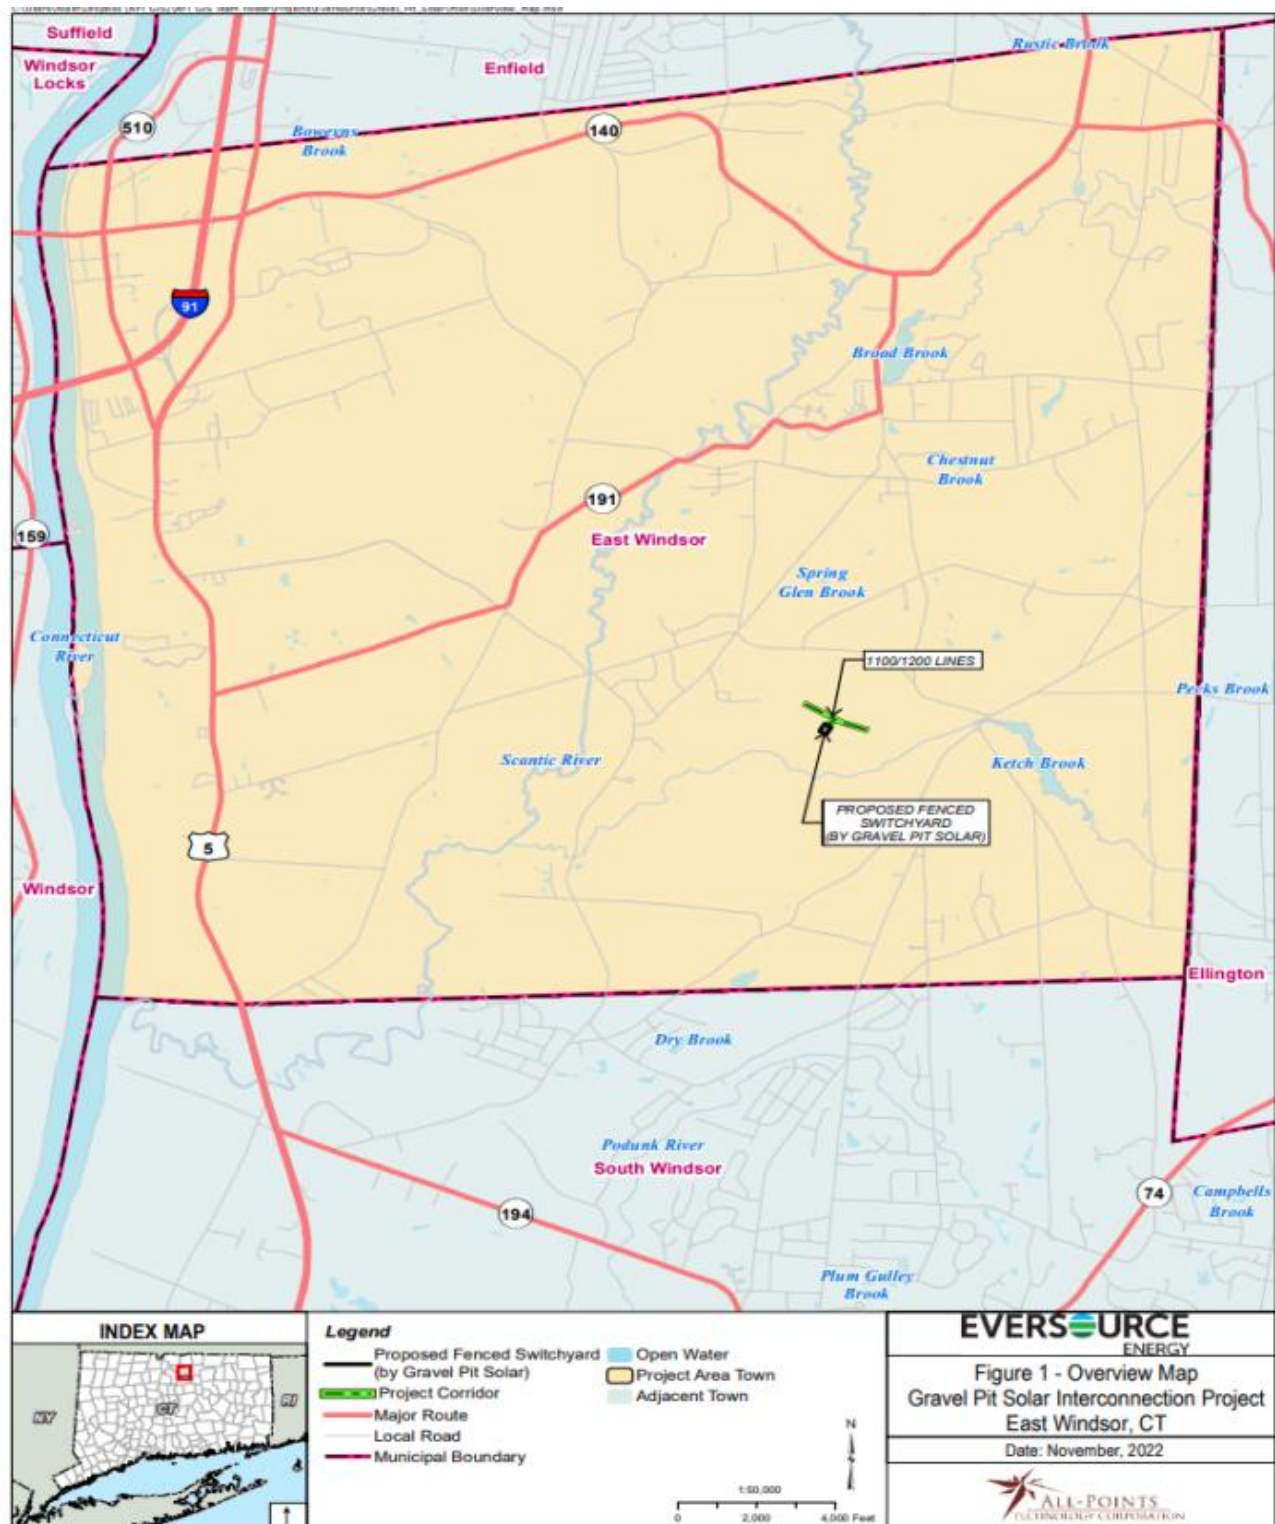 Suffield
Windsor
Locks
Enfield
Rustic Brook
510
Bowerns
Brook
140
91
Broad Brook
Chestnut
Brook
191
East Windsor
159
Spring
Glen Brook
Connecticut
River
1100/1200 LINES
Pecks Brook
Scantic River
Ketch Brook
PROPOSED FENCED
SWITCHYARD
(BY GRAVEL PIT SOLAR)
5
Windsor
Ellington
Dry Brook
Podunk River
South Windsor
194
74
Campbells
Brook
Plum Gulley
Brook
INDEX MAP
NY
CT
RI
Legend
Proposed Fenced Switchyard
(by Gravel Pit Solar)
Project Corridor
Major Route
Local Road
Municipal Boundary
Open Water
Project Area Town
Adjacent Town
N
1:50,000
0 2,000 4,000 Feet
EVERSOURCE
ENERGY
Figure 1 - Overview Map
Gravel Pit Solar Interconnection Project
East Windsor, CT
Date: November, 2022
ALL-POINTS
TECHNOLOGY CORPORATION